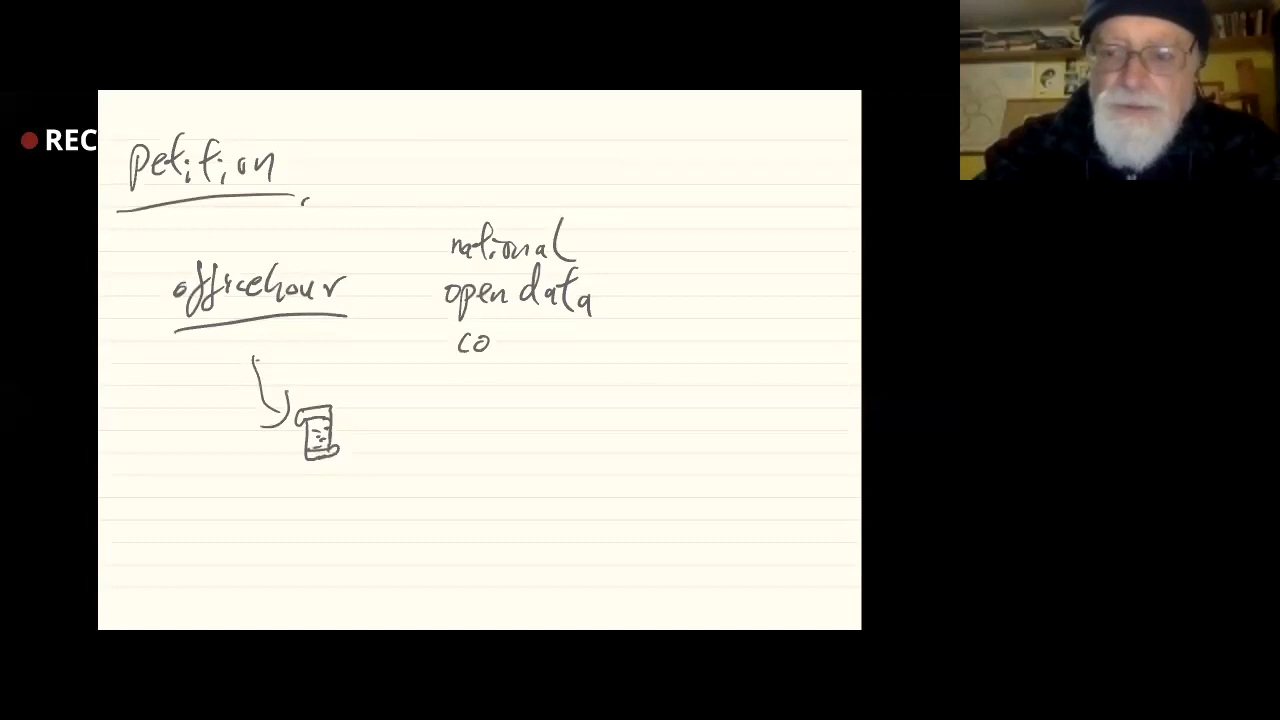 REC
petition
officehour
national
open data
co